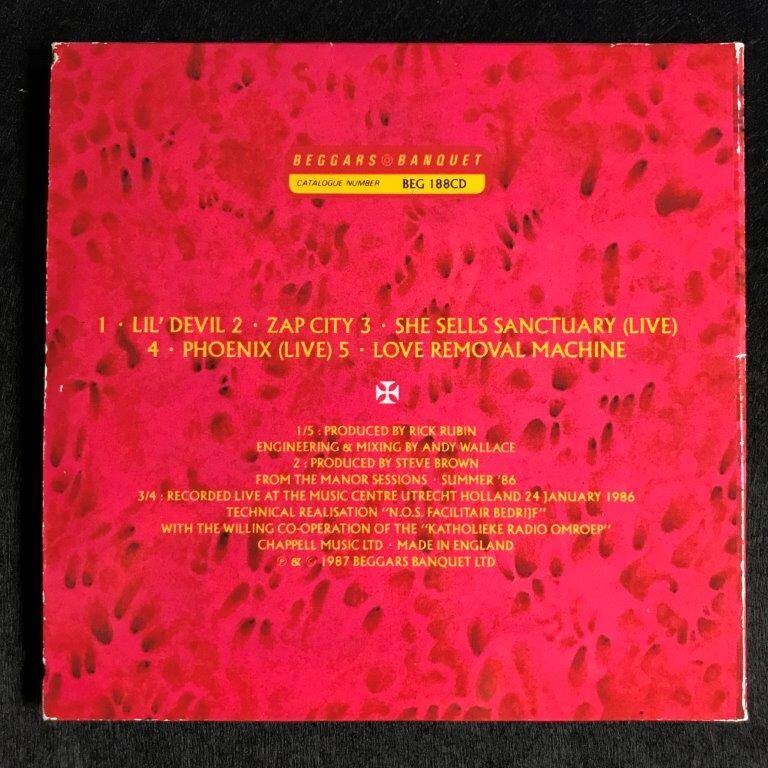 BEGGARS BANQUET
CATALOGUE NUMBER BEG 188CD
1 · LIL' DEVIL 2 · ZAP CITY 3 · SHE SELLS SANCTUARY (LIVE)
4 · PHOENIX (LIVE) 5 · LOVE REMOVAL MACHINE
1/5 : PRODUCED BY RICK RUBIN
ENGINEERING & MIXING BY ANDY WALLACE
2 : PRODUCED BY STEVE BROWN
FROM THE MANOR SESSIONS · SUMMER '86
3/4 : RECORDED LIVE AT THE MUSIC CENTRE UTRECHT HOLLAND 24 JANUARY 1986
TECHNICAL REALISATION "N.O.S. FACILITAIR BEDRIJF"
WITH THE WILLING CO-OPERATION OF THE "KATHOLIEKE RADIO OMROEP"
CHAPPELL MUSIC LTD · MADE IN ENGLAND
℗ & © 1987 BEGGARS BANQUET LTD